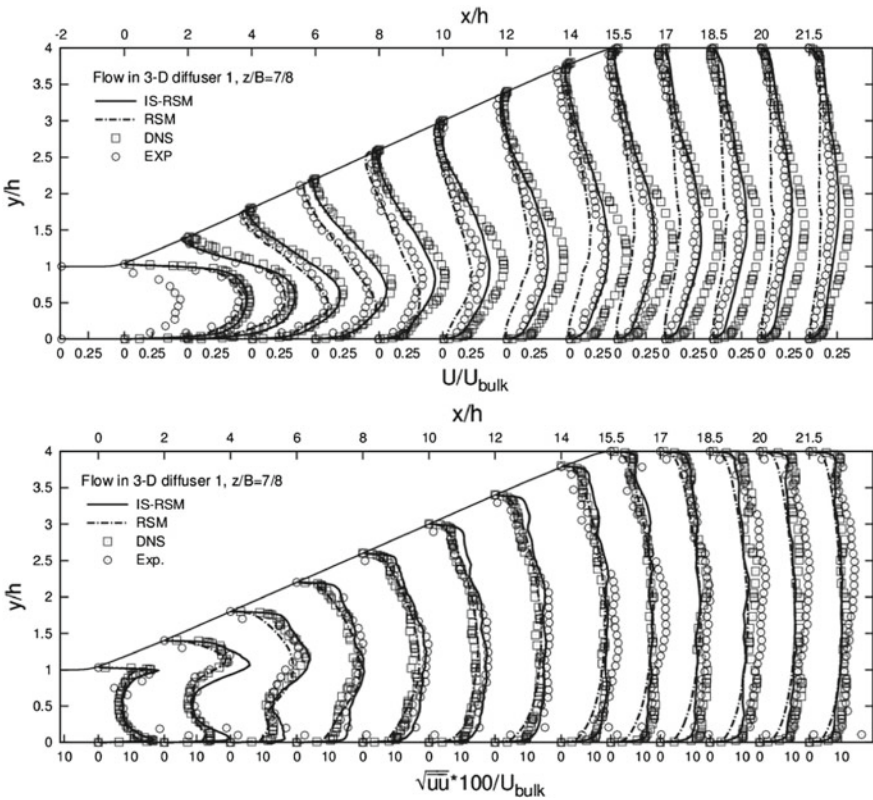 x/h
-2 0 2 4 6 8 10 12 14 15.5 17 18.5 20 21.5
4
3.5
3
2.5
2
1.5
1
0.5
0
y/h
Flow in 3-D diffuser 1, z/B=7/8
IS-RSM
RSM
DNS
EXP
0 0.25 0 0.25 0 0.25 0 0.25 0 0.25 0 0.25 0 0.25 0 0.25 0 0.25 0 0.25 0 0.25 0 0.25 0 0.25 0 0.25
U/U_bulk
x/h
0 2 4 6 8 10 12 14 15.5 17 18.5 20 21.5
4
3.5
3
2.5
2
1.5
1
0.5
0
y/h
Flow in 3-D diffuser 1, z/B=7/8
IS-RSM
RSM
DNS
Exp.
10 0 10 0 10 0 10 0 10 0 10 0 10 0 10 0 10 0 10 0 10 0 10 0 10 0 10
√uu*100/U_bulk